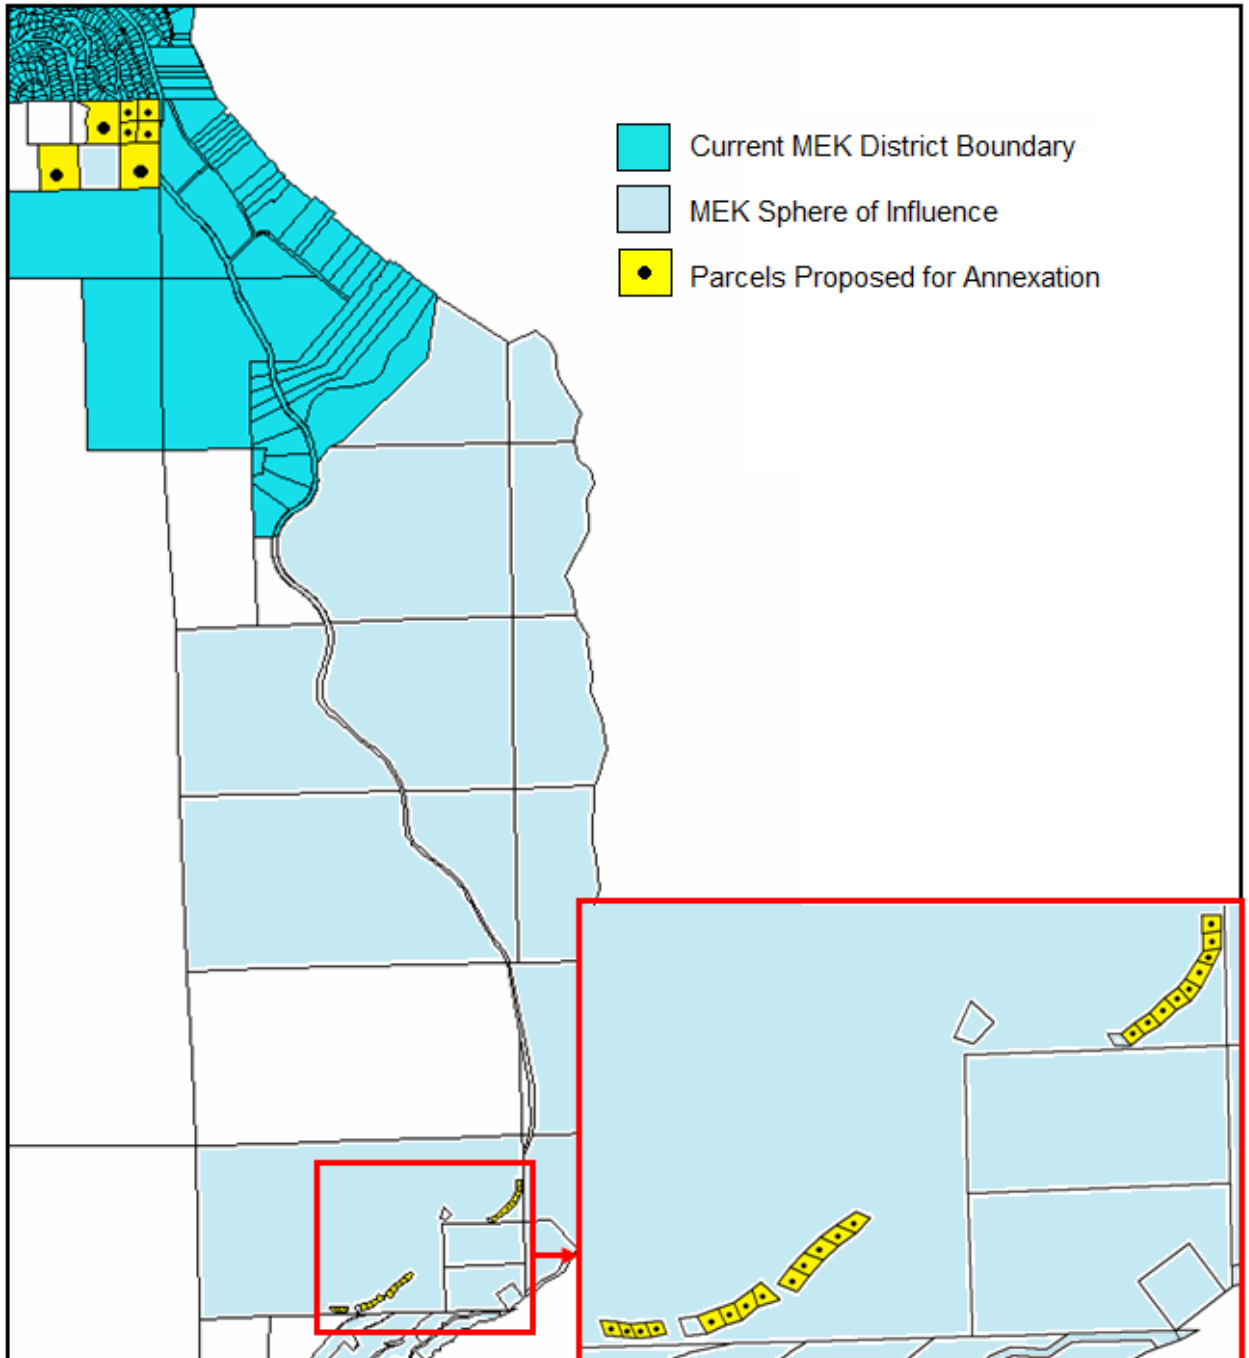 Current MEK District Boundary
MEK Sphere of Influence
Parcels Proposed for Annexation